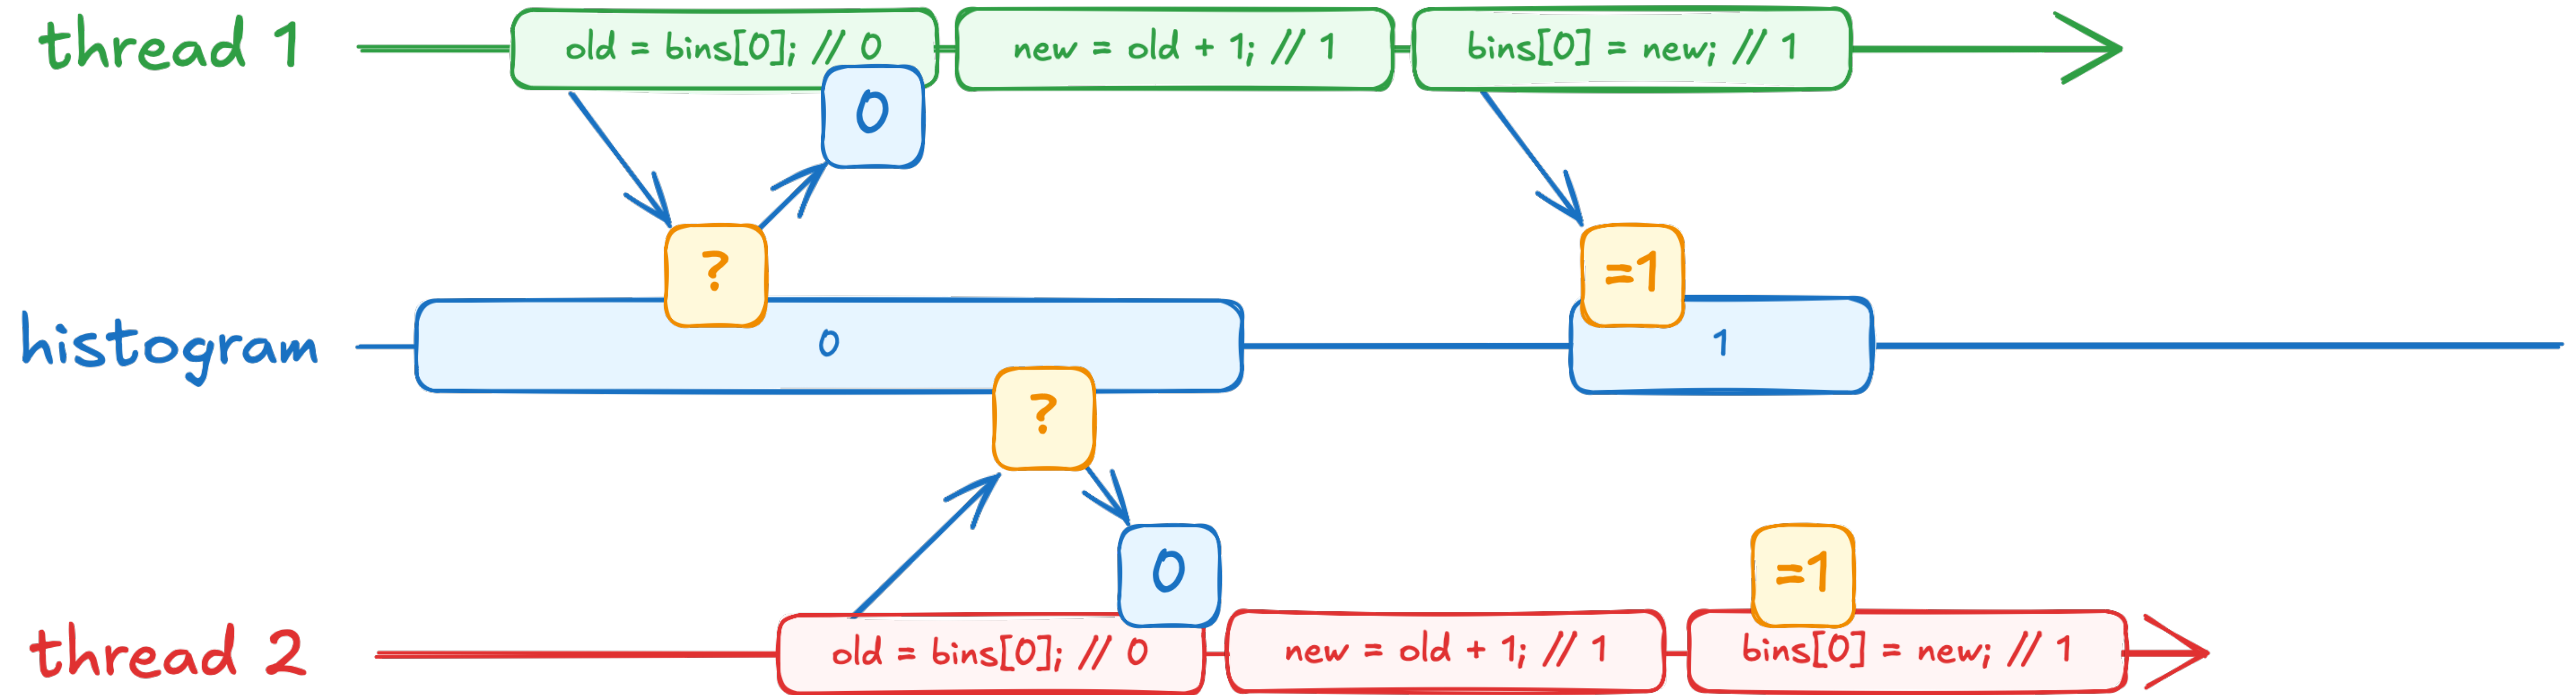 thread 1
old = bins[0]; // 0
new = old + 1; // 1
bins[0] = new; // 1
0
?
=1
histogram
0
1
?
0
=1
thread 2
old = bins[0]; // 0
new = old + 1; // 1
bins[0] = new; // 1